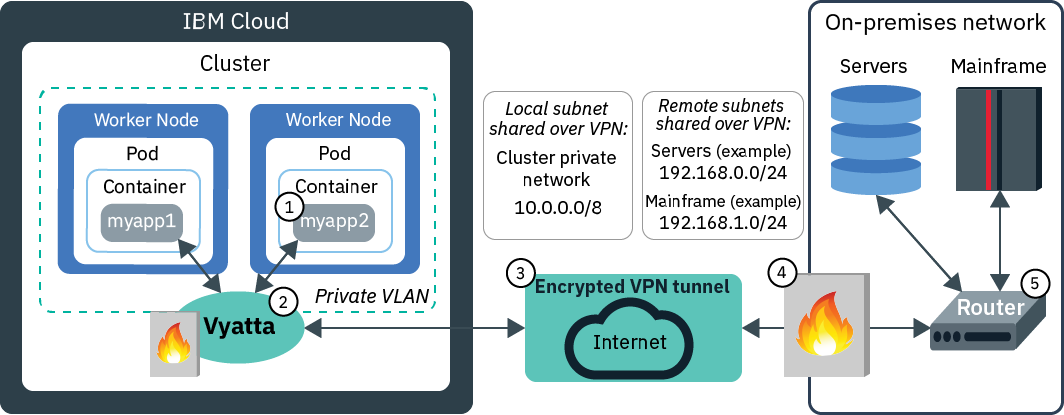 IBM Cloud
Cluster
Worker Node
Pod
Container
myapp1
Worker Node
Pod
Container
1
myapp2
2
Private VLAN
Vyatta
Local subnet
shared over VPN:
Cluster private
network
10.0.0.0/8
Remote subnets
shared over VPN:
Servers (example)
192.168.0.0/24
Mainframe (example)
192.168.1.0/24
3
Encrypted VPN tunnel
Internet
4
On-premises network
Servers
Mainframe
5
Router